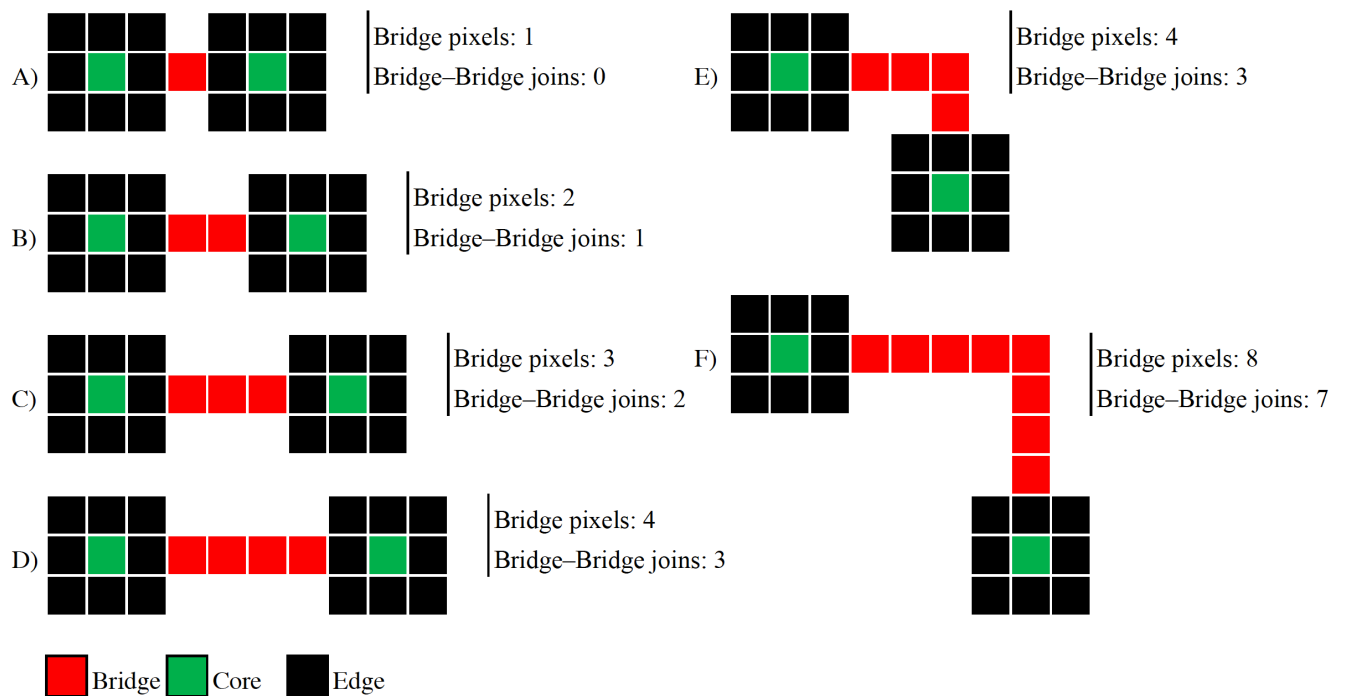 A)
Bridge pixels: 1
Bridge–Bridge joins: 0
B)
Bridge pixels: 2
Bridge–Bridge joins: 1
C)
Bridge pixels: 3
Bridge–Bridge joins: 2
D)
Bridge pixels: 4
Bridge–Bridge joins: 3
E)
Bridge pixels: 4
Bridge–Bridge joins: 3
F)
Bridge pixels: 8
Bridge–Bridge joins: 7
Bridge Core Edge